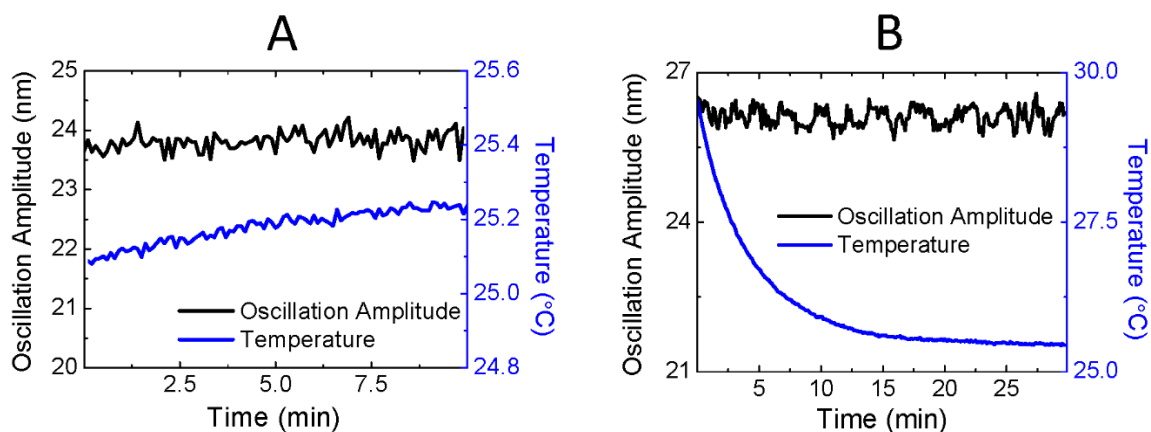 A
Oscillation Amplitude (nm)
25
24
23
22
21
20
Oscillation Amplitude
Temperature
2.5 5.0 7.5
Time (min)
25.6
25.4
25.2
25.0
24.8
Temperature (°C)
B
Oscillation Amplitude (nm)
27
24
21
Oscillation Amplitude
Temperature
5 10 15 20 25
Time (min)
30.0
27.5
25.0
Temperature (°C)